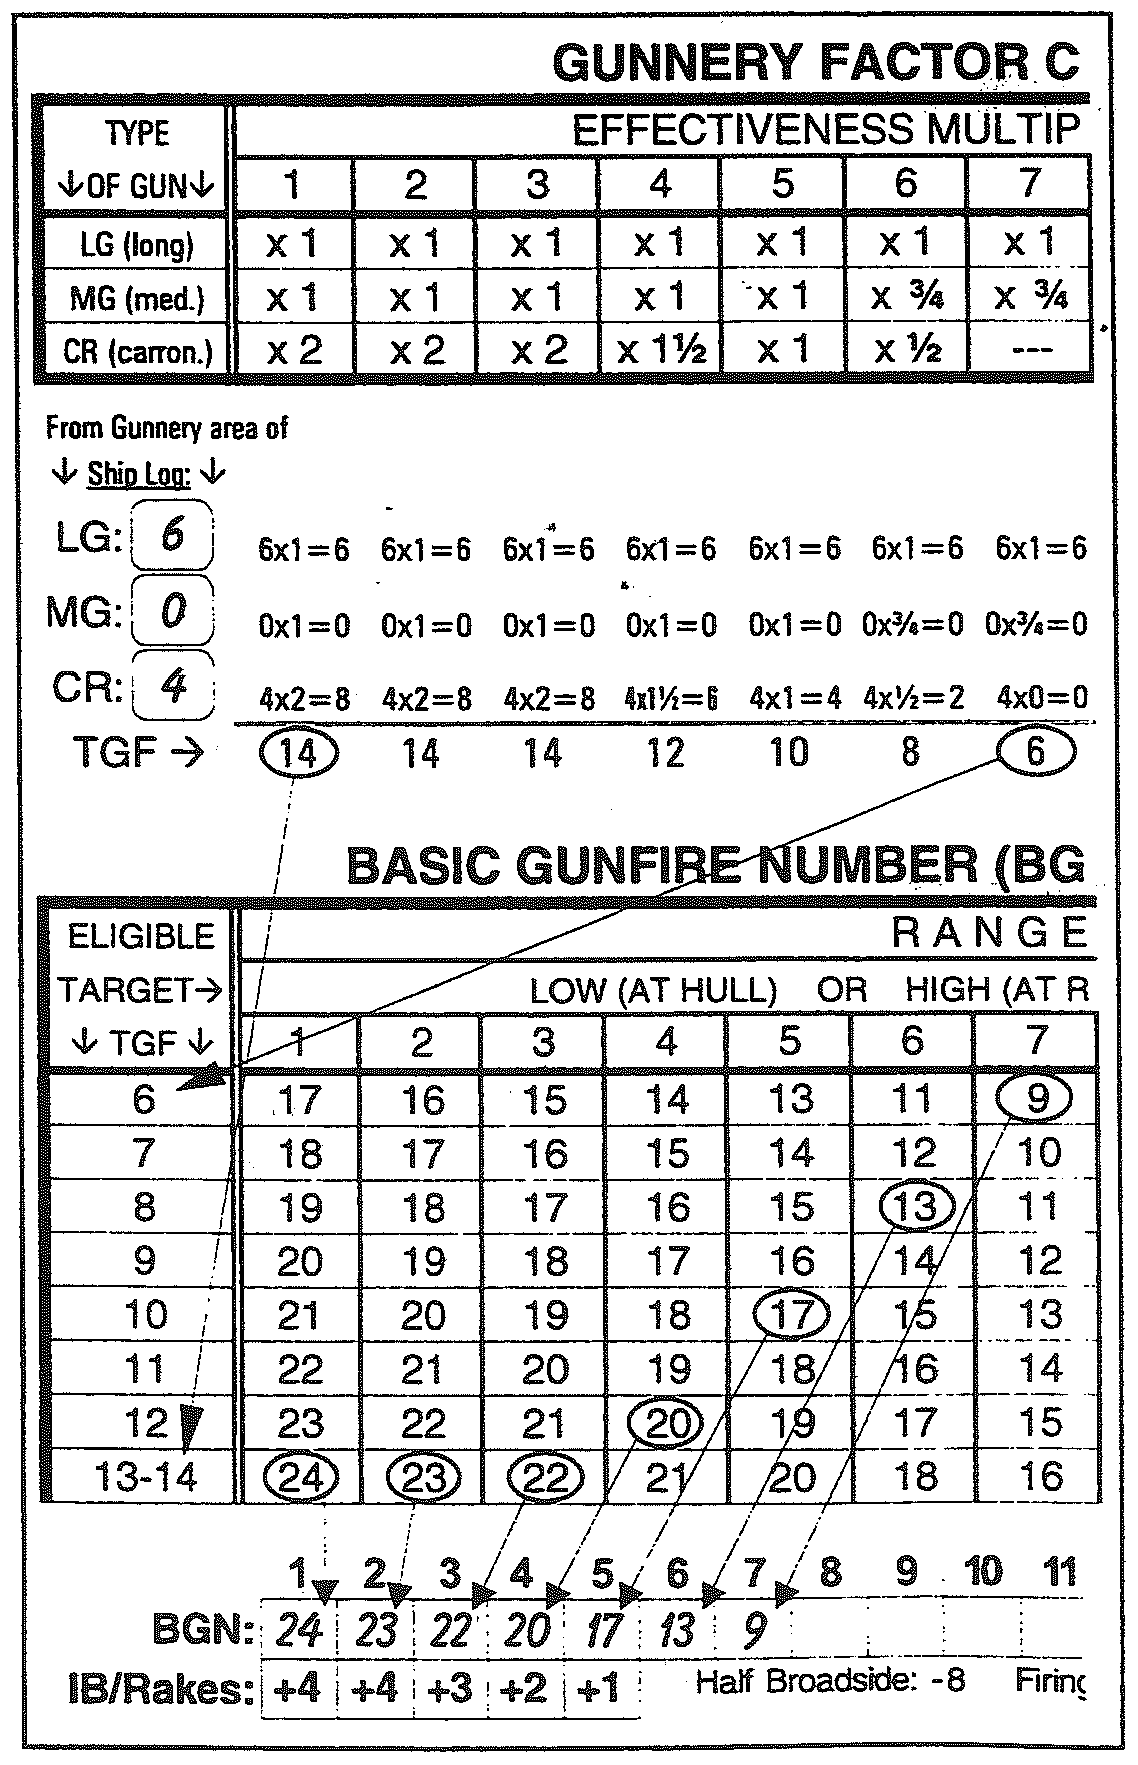 GUNNERY FACTOR C
TYPE
↓OF GUN↓
EFFECTIVENESS MULTIP
1 2 3 4 5 6 7
LG (long) x 1 x 1 x 1 x 1 x 1 x 1 x 1
MG (med.) x 1 x 1 x 1 x 1 x 1 x ¾ x ¾
CR (carron.) x 2 x 2 x 2 x 1½ x 1 x ½ ---
From Gunnery area of
↓ Ship Log: ↓
LG: 6 6x1=6 6x1=6 6x1=6 6x1=6 6x1=6 6x1=6 6x1=6
MG: 0 0x1=0 0x1=0 0x1=0 0x1=0 0x1=0 0x¾=0 0x¾=0
CR: 4 4x2=8 4x2=8 4x2=8 4x1½=6 4x1=4 4x½=2 4x0=0
TGF → 14 14 14 12 10 8 6
BASIC GUNFIRE NUMBER (BG
ELIGIBLE
TARGET→
↓ TGF ↓
RANGE
LOW (AT HULL) OR HIGH (AT R
1 2 3 4 5 6 7
6 17 16 15 14 13 11 9
7 18 17 16 15 14 12 10
8 19 18 17 16 15 13 11
9 20 19 18 17 16 14 12
10 21 20 19 18 17 15 13
11 22 21 20 19 18 16 14
12 23 22 21 20 19 17 15
13-14 24 23 22 21 20 18 16
1 2 3 4 5 6 7 8 9 10 11
BGN: 24 23 22 20 17 13 9
IB/Rakes: +4 +4 +3 +2 +1 Half Broadside: -8 Firing